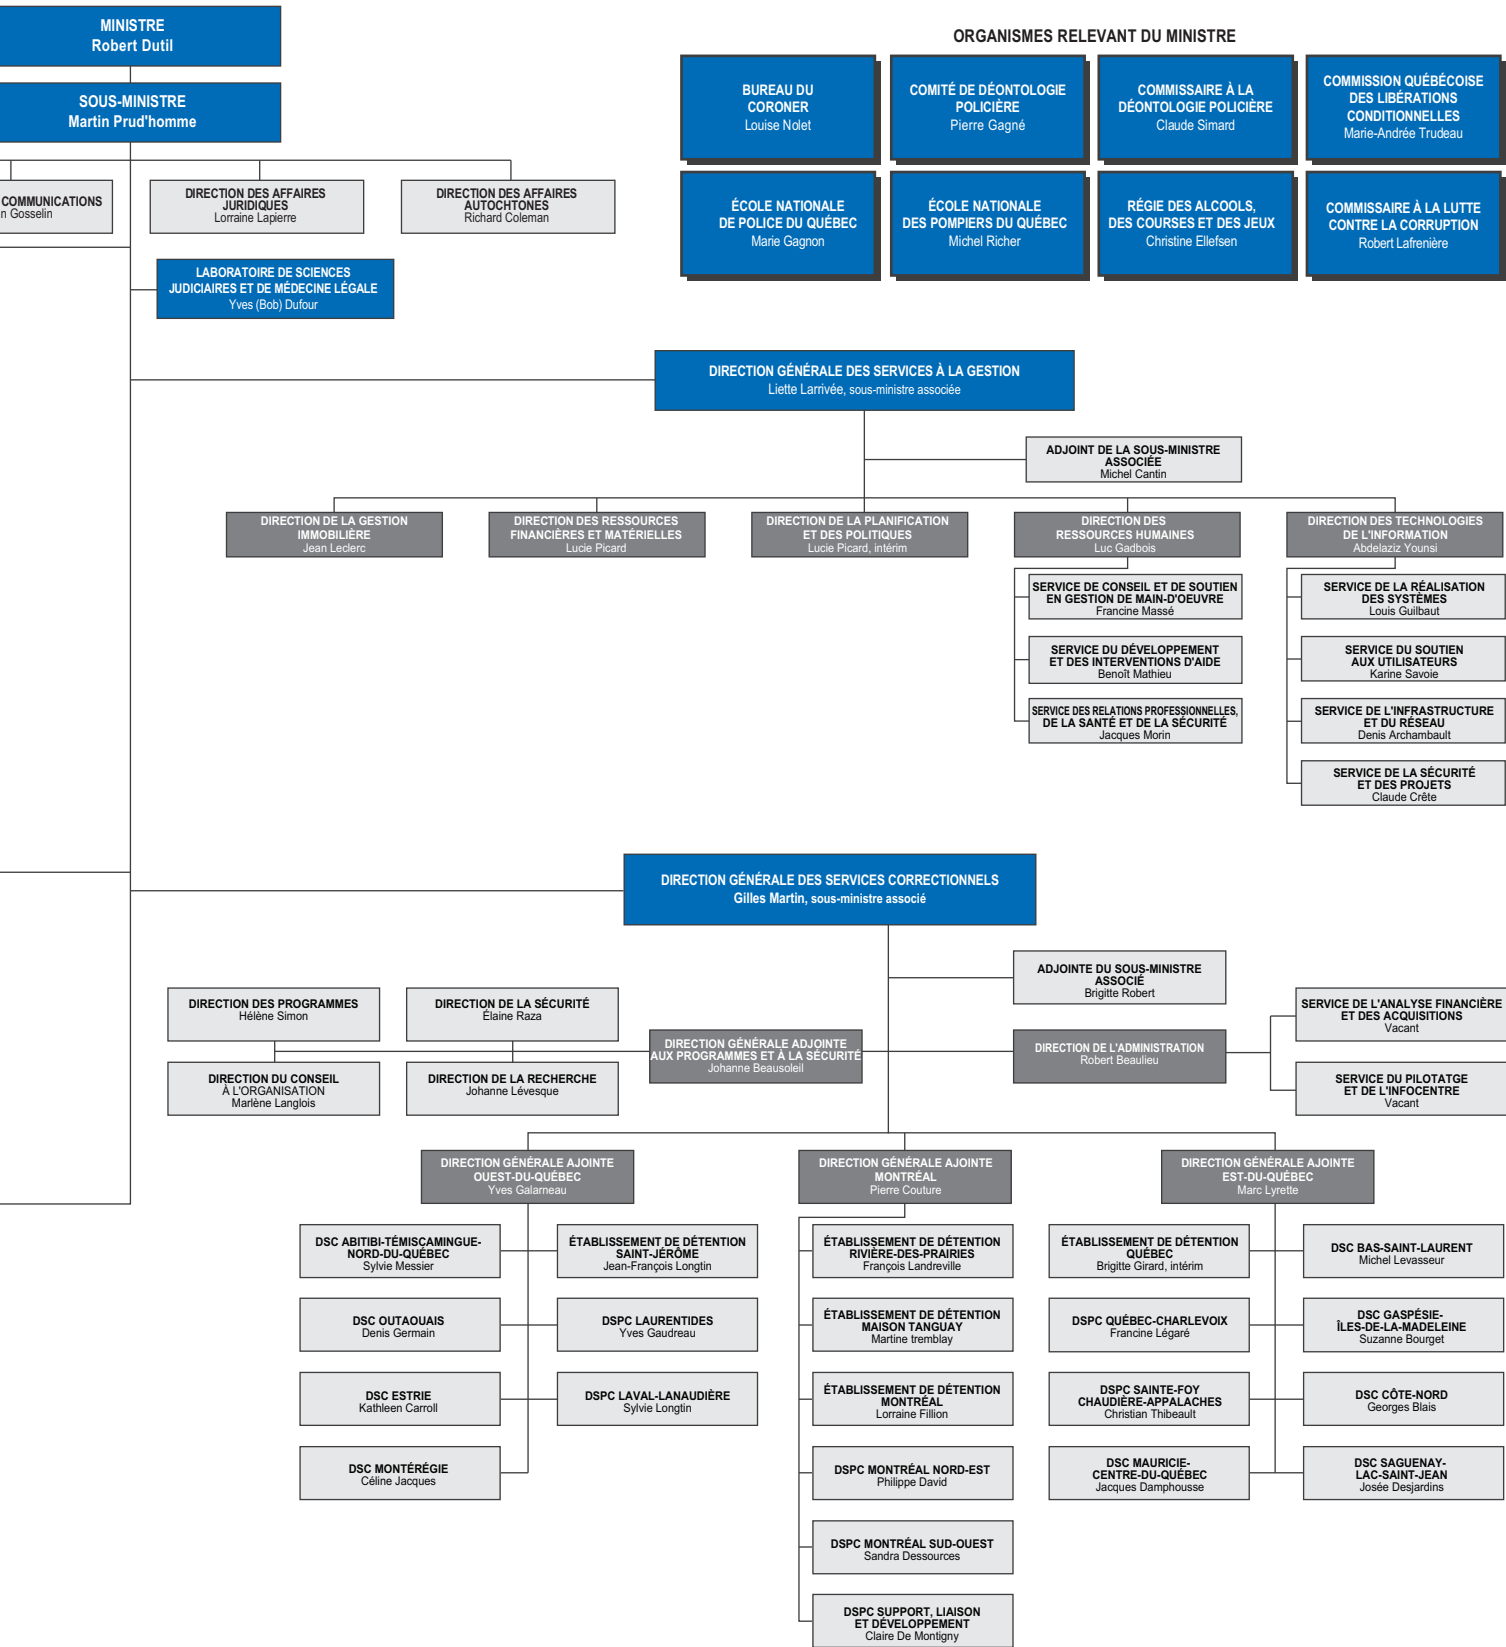 MINISTRE
Robert Dutil
SOUS-MINISTRE
Martin Prud'homme
COMMUNICATIONS
n Gosselin
DIRECTION DES AFFAIRES
JURIDIQUES
Lorraine Lapierre
DIRECTION DES AFFAIRES
AUTOCHTONES
Richard Coleman
LABORATOIRE DE SCIENCES
JUDICIAIRES ET DE MÉDECINE LÉGALE
Yves (Bob) Dufour
ORGANISMES RELEVANT DU MINISTRE
BUREAU DU
CORONER
Louise Nolet
COMITÉ DE DÉONTOLOGIE
POLICIÈRE
Pierre Gagné
COMMISSAIRE À LA
DÉONTOLOGIE POLICIÈRE
Claude Simard
COMMISSION QUÉBÉCOISE
DES LIBÉRATIONS
CONDITIONNELLES
Marie-Andrée Trudeau
ÉCOLE NATIONALE
DE POLICE DU QUÉBEC
Marie Gagnon
ÉCOLE NATIONALE
DES POMPIERS DU QUÉBEC
Michel Richer
RÉGIE DES ALCOOLS,
DES COURSES ET DES JEUX
Christine Ellefsen
COMMISSAIRE À LA LUTTE
CONTRE LA CORRUPTION
Robert Lafrenière
DIRECTION GÉNÉRALE DES SERVICES À LA GESTION
Liette Larrivée, sous-ministre associée
ADJOINT DE LA SOUS-MINISTRE
ASSOCIÉE
Michel Cantin
DIRECTION DE LA GESTION
IMMOBILIÈRE
Jean Leclerc
DIRECTION DES RESSOURCES
FINANCIÈRES ET MATÉRIELLES
Lucie Picard
DIRECTION DE LA PLANIFICATION
ET DES POLITIQUES
Lucie Picard, intérim
DIRECTION DES
RESSOURCES HUMAINES
Luc Gadbois
DIRECTION DES TECHNOLOGIES
DE L'INFORMATION
Abdelaziz Younsi
SERVICE DE CONSEIL ET DE SOUTIEN
EN GESTION DE MAIN-D'OEUVRE
Francine Massé
SERVICE DU DÉVELOPPEMENT
ET DES INTERVENTIONS D'AIDE
Benoît Mathieu
SERVICE DES RELATIONS PROFESSIONNELLES,
DE LA SANTÉ ET DE LA SÉCURITÉ
Jacques Morin
SERVICE DE LA RÉALISATION
DES SYSTÈMES
Louis Guilbaut
SERVICE DU SOUTIEN
AUX UTILISATEURS
Karine Savoie
SERVICE DE L'INFRASTRUCTURE
ET DU RÉSEAU
Denis Archambault
SERVICE DE LA SÉCURITÉ
ET DES PROJETS
Claude Crête
DIRECTION GÉNÉRALE DES SERVICES CORRECTIONNELS
Gilles Martin, sous-ministre associé
ADJOINTE DU SOUS-MINISTRE
ASSOCIÉ
Brigitte Robert
DIRECTION DES PROGRAMMES
Hélène Simon
DIRECTION DE LA SÉCURITÉ
Élaine Raza
DIRECTION DU CONSEIL
À L'ORGANISATION
Marlène Langlois
DIRECTION DE LA RECHERCHE
Johanne Lévesque
DIRECTION GÉNÉRALE ADJOINTE
AUX PROGRAMMES ET À LA SÉCURITÉ
Johanne Beausoleil
DIRECTION DE L'ADMINISTRATION
Robert Beaulieu
SERVICE DE L'ANALYSE FINANCIÈRE
ET DES ACQUISITIONS
Vacant
SERVICE DU PILOTATGE
ET DE L'INFOCENTRE
Vacant
DIRECTION GÉNÉRALE AJOINTE
OUEST-DU-QUÉBEC
Yves Galarneau
DIRECTION GÉNÉRALE AJOINTE
MONTRÉAL
Pierre Couture
DIRECTION GÉNÉRALE AJOINTE
EST-DU-QUÉBEC
Marc Lyrette
DSC ABITIBI-TÉMISCAMINGUE-
NORD-DU-QUÉBEC
Sylvie Messier
ÉTABLISSEMENT DE DÉTENTION
SAINT-JÉRÔME
Jean-François Longtin
DSC OUTAOUAIS
Denis Germain
DSPC LAURENTIDES
Yves Gaudreau
DSC ESTRIE
Kathleen Carroll
DSPC LAVAL-LANAUDIÈRE
Sylvie Longtin
DSC MONTÉRÉGIE
Céline Jacques
ÉTABLISSEMENT DE DÉTENTION
RIVIÈRE-DES-PRAIRIES
François Landreville
ÉTABLISSEMENT DE DÉTENTION
MAISON TANGUAY
Martine tremblay
ÉTABLISSEMENT DE DÉTENTION
MONTRÉAL
Lorraine Fillion
DSPC MONTRÉAL NORD-EST
Philippe David
DSPC MONTRÉAL SUD-OUEST
Sandra Dessources
DSPC SUPPORT, LIAISON
ET DÉVELOPPEMENT
Claire De Montigny
ÉTABLISSEMENT DE DÉTENTION
QUÉBEC
Brigitte Girard, intérim
DSC BAS-SAINT-LAURENT
Michel Levasseur
DSPC QUÉBEC-CHARLEVOIX
Francine Légaré
DSC GASPÉSIE-
ÎLES-DE-LA-MADELEINE
Suzanne Bourget
DSPC SAINTE-FOY
CHAUDIÈRE-APPALACHES
Christian Thibeault
DSC CÔTE-NORD
Georges Blais
DSC MAURICIE-
CENTRE-DU-QUÉBEC
Jacques Damphousse
DSC SAGUENAY-
LAC-SAINT-JEAN
Josée Desjardins